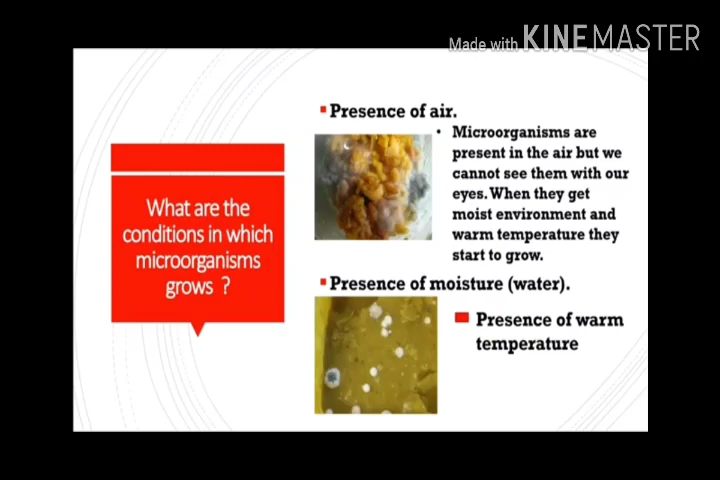 Made with KINEMASTER
What are the
conditions in which
microorganisms
grows ?
Presence of air.
Microorganisms are
present in the air but we
cannot see them with our
eyes. When they get
moist environment and
warm temperature they
start to grow.
Presence of moisture (water).
Presence of warm
temperature